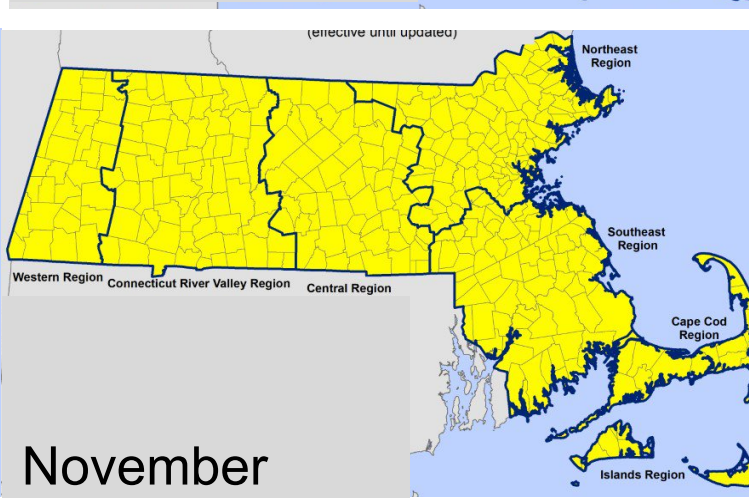 (effective until updated)
Northeast
Region
Southeast
Region
Western Region
Connecticut River Valley Region
Central Region
Cape Cod
Region
Islands Region
November